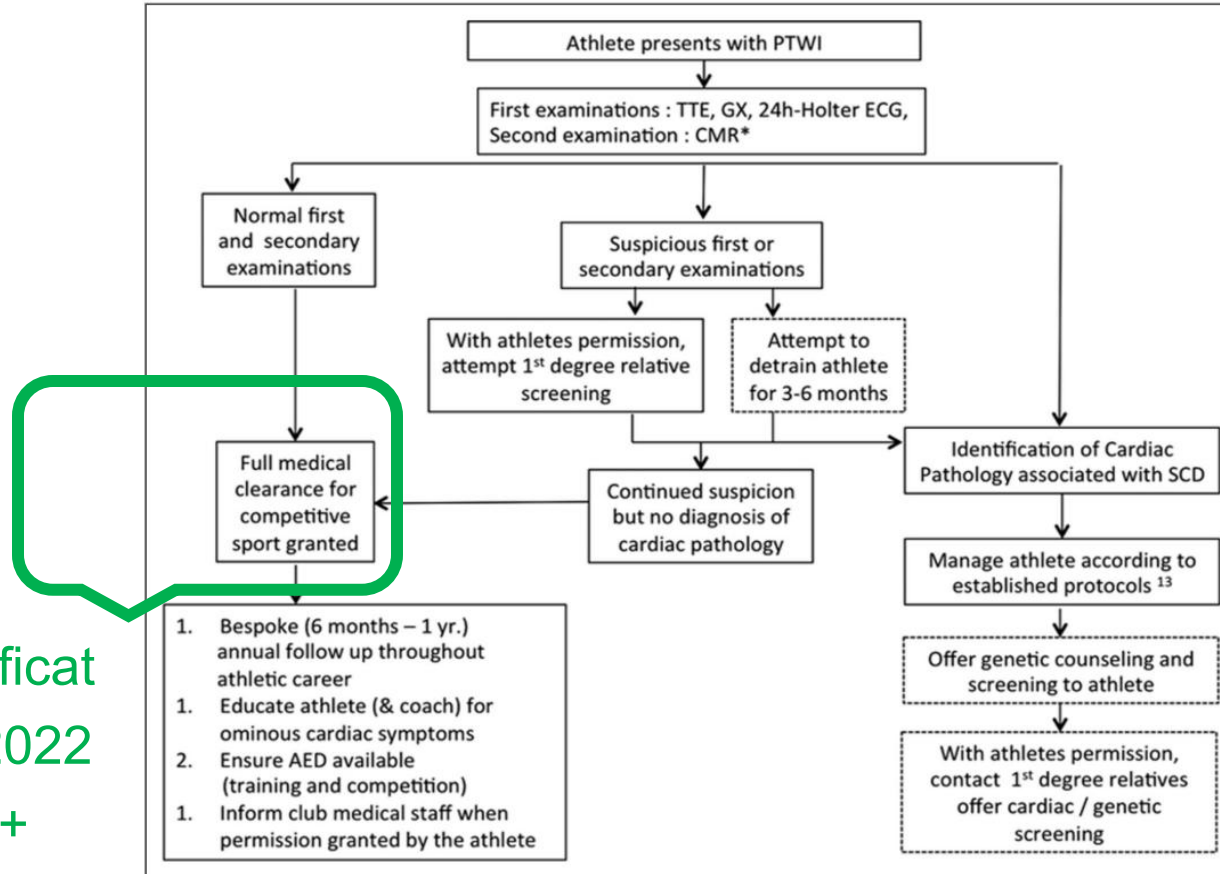 Athlete presents with PTWI
First examinations : TTE, GX, 24h-Holter ECG,
Second examination : CMR*
Normal first
and secondary
examinations
Suspicious first or
secondary examinations
With athletes permission,
attempt 1st degree relative
screening
Attempt to
detrain athlete
for 3-6 months
Full medical
clearance for
competitive
sport granted
Continued suspicion
but no diagnosis of
cardiac pathology
Identification of Cardiac
Pathology associated with SCD
Manage athlete according to
established protocols 13
Offer genetic counseling and
screening to athlete
With athletes permission,
contact 1st degree relatives
offer cardiac / genetic
screening
1. Bespoke (6 months – 1 yr.)
annual follow up throughout
athletic career
1. Educate athlete (& coach) for
ominous cardiac symptoms
2. Ensure AED available
(training and competition)
1. Inform club medical staff when
permission granted by the athlete
ficat
2022
+